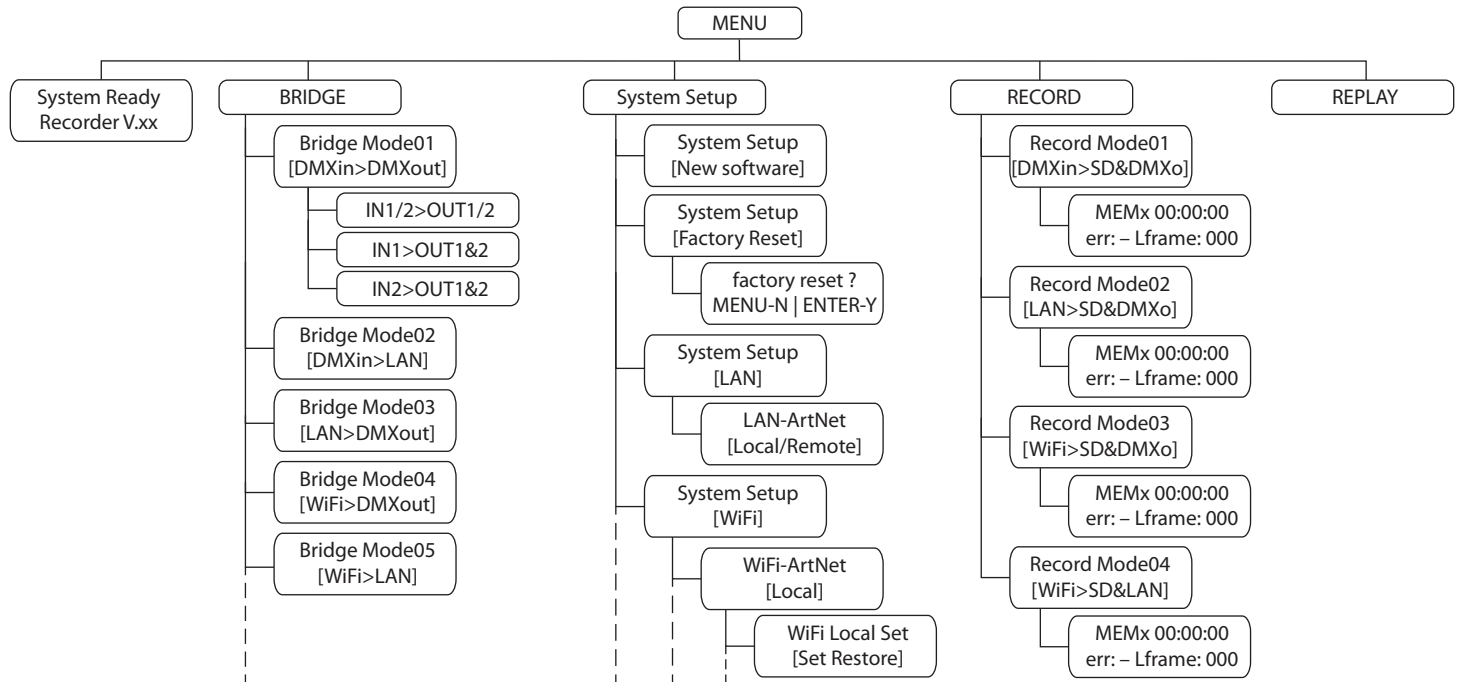 MENU
System Ready
Recorder V.xx
BRIDGE
Bridge Mode01
[DMXin>DMXout]
IN1/2>OUT1/2
IN1>OUT1&2
IN2>OUT1&2
Bridge Mode02
[DMXin>LAN]
Bridge Mode03
[LAN>DMXout]
Bridge Mode04
[WiFi>DMXout]
Bridge Mode05
[WiFi>LAN]
System Setup
System Setup
[New software]
System Setup
[Factory Reset]
factory reset ?
MENU-N | ENTER-Y
System Setup
[LAN]
LAN-ArtNet
[Local/Remote]
System Setup
[WiFi]
WiFi-ArtNet
[Local]
WiFi Local Set
[Set Restore]
RECORD
Record Mode01
[DMXin>SD&DMXo]
MEMx 00:00:00
err: – Lframe: 000
Record Mode02
[LAN>SD&DMXo]
MEMx 00:00:00
err: – Lframe: 000
Record Mode03
[WiFi>SD&DMXo]
MEMx 00:00:00
err: – Lframe: 000
Record Mode04
[WiFi>SD&LAN]
MEMx 00:00:00
err: – Lframe: 000
REPLAY